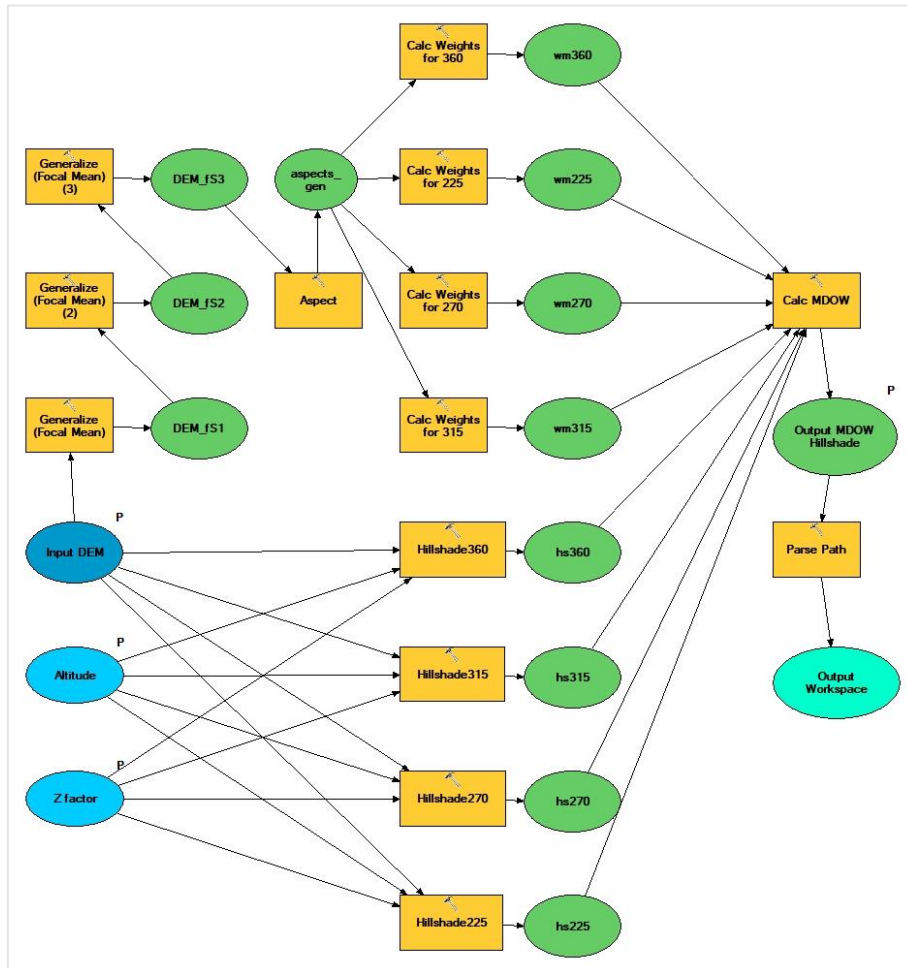 Calc Weights
for 360
wm360
Generalize
(Focal Mean)
(3)
DEM_fS3
aspects_
gen
Calc Weights
for 225
wm225
Generalize
(Focal Mean)
(2)
DEM_fS2
Aspect
Calc Weights
for 270
wm270
Calc MDOW
Generalize
(Focal Mean)
DEM_fS1
Calc Weights
for 315
wm315
P
Output MDOW
Hillshade
P
Input DEM
Hillshade360
hs360
Parse Path
P
Altitude
Hillshade315
hs315
Output
Workspace
P
Z factor
Hillshade270
hs270
Hillshade225
hs225